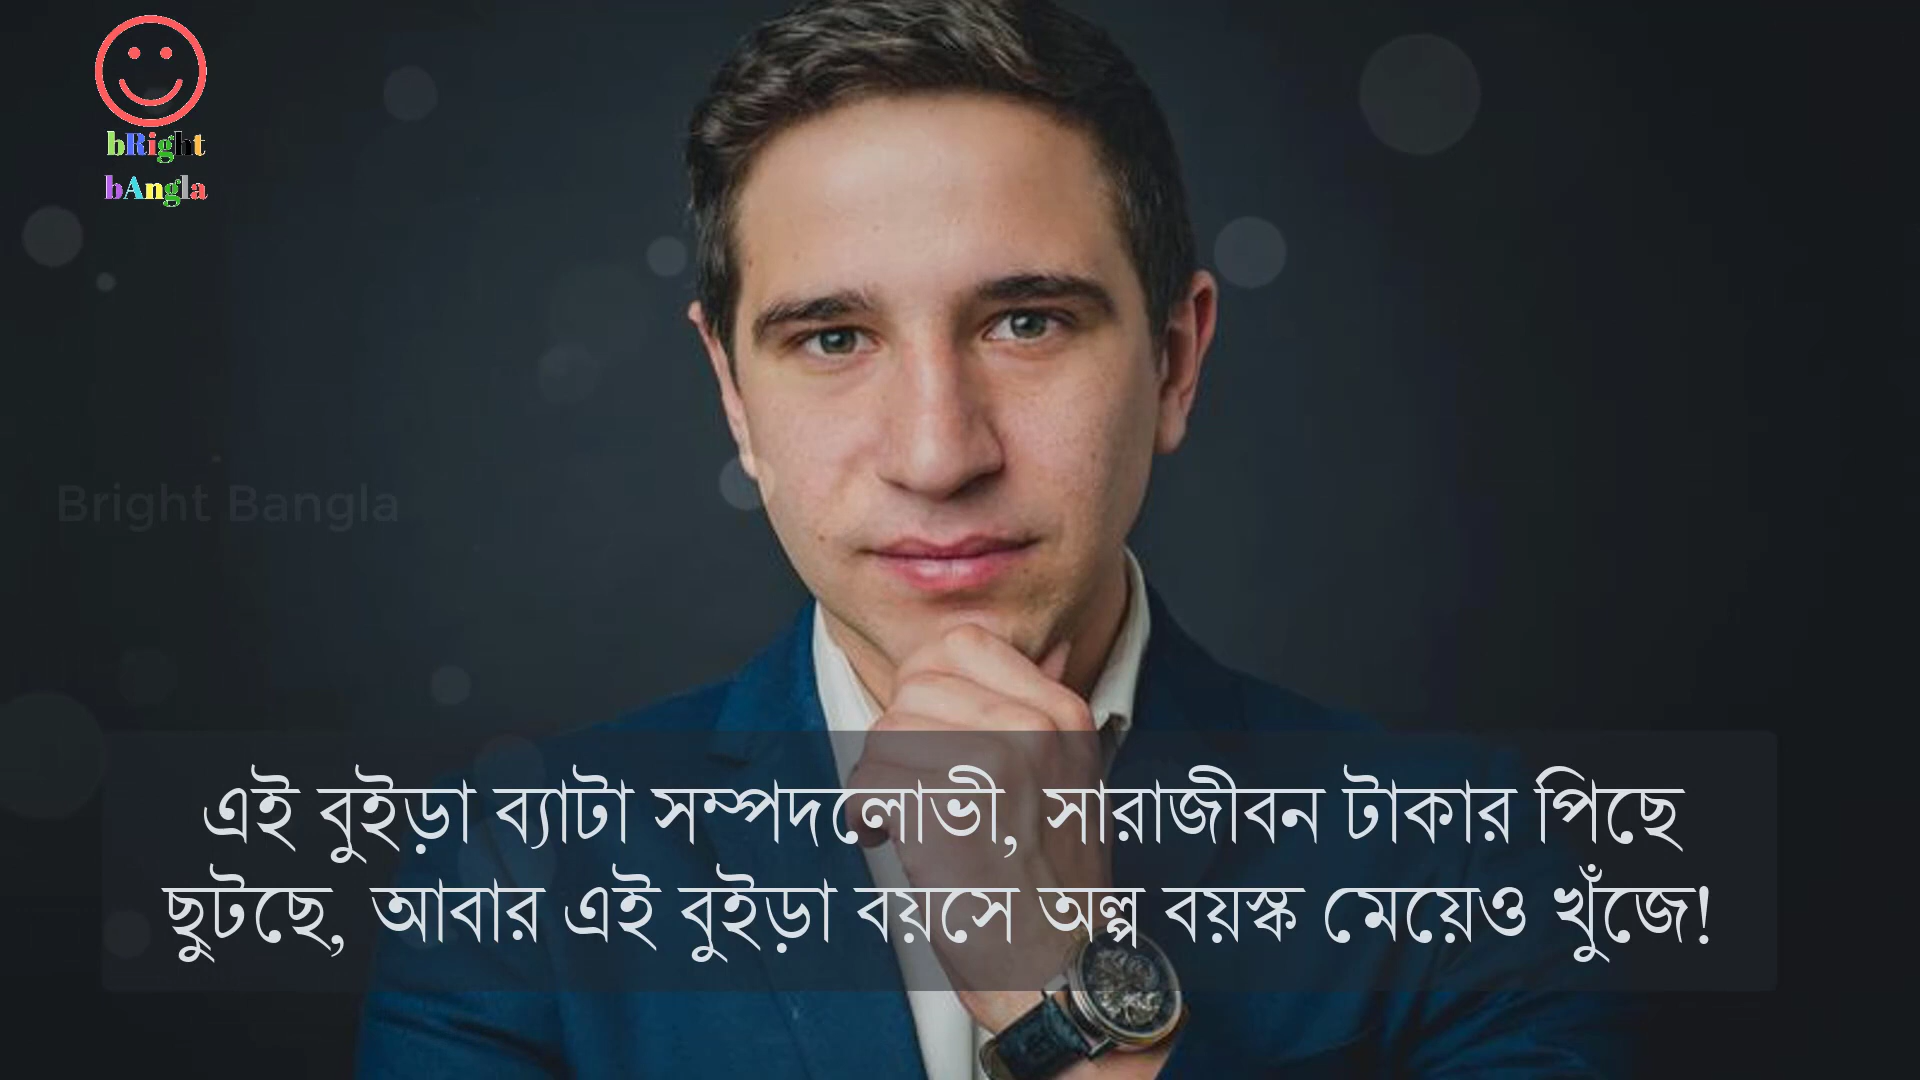 bRight
bAngla
Bright Bangla
এই বুইড়া ব্যাটা সম্পদলোভী, সারাজীবন টাকার পিছে
ছুটছে, আবার এই বুইড়া বয়সে অল্প বয়স্ক মেয়েও খুঁজে!